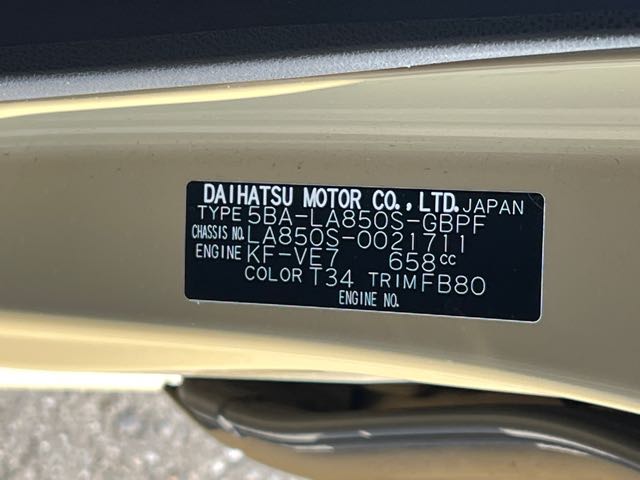 DAIHATSU MOTOR CO., LTD. JAPAN
TYPE 5BA-LA850S-GBPF
CHASSIS NO. LA850S-0021711
ENGINE KF-VE7 658cc
COLOR T34 TRIM FB80
ENGINE NO.